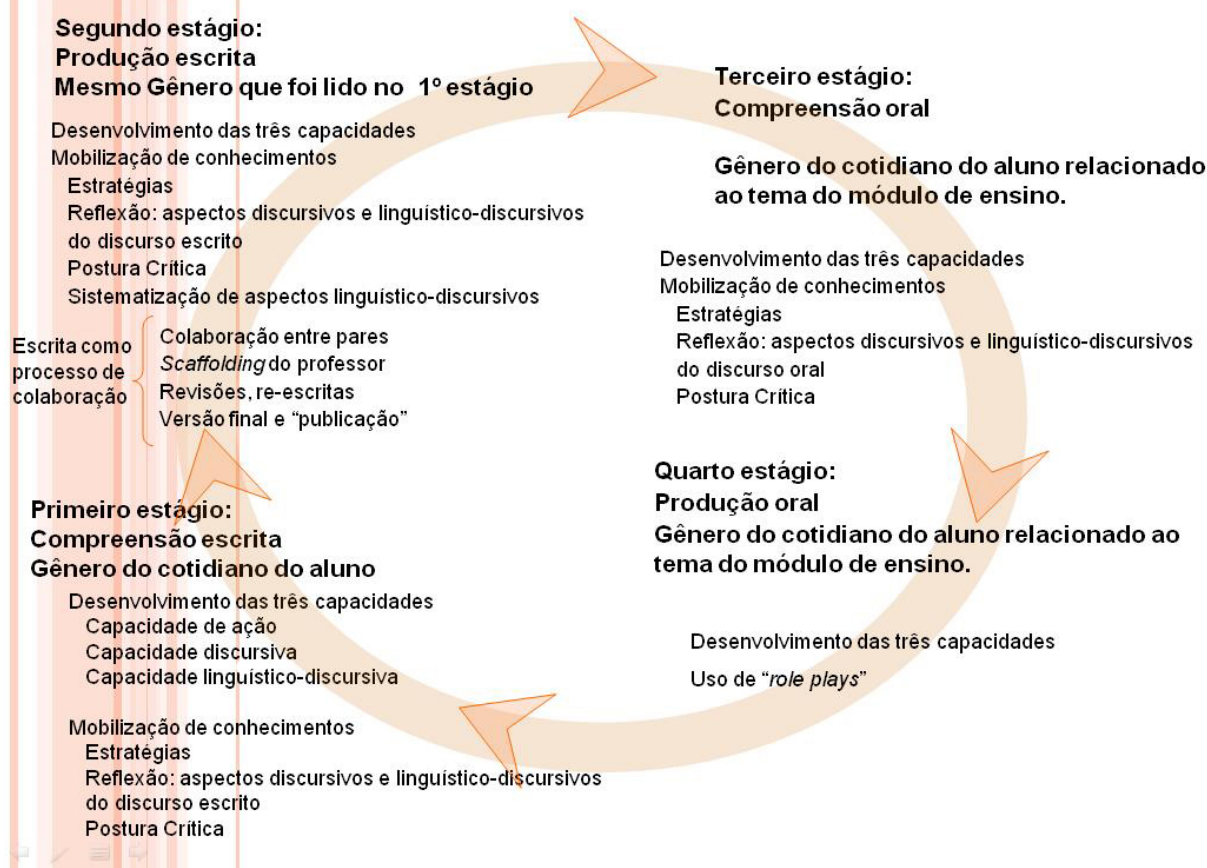 Segundo estágio:
Produção escrita
Mesmo Gênero que foi lido no 1º estágio
Desenvolvimento das três capacidades
Mobilização de conhecimentos
Estratégias
Reflexão: aspectos discursivos e linguístico-discursivos
do discurso escrito
Postura Crítica
Sistematização de aspectos linguístico-discursivos
Escrita como
processo de
colaboração
Colaboração entre pares
Scaffolding do professor
Revisões, re-escritas
Versão final e “publicação”
Terceiro estágio:
Compreensão oral
Gênero do cotidiano do aluno relacionado
ao tema do módulo de ensino.
Desenvolvimento das três capacidades
Mobilização de conhecimentos
Estratégias
Reflexão: aspectos discursivos e linguístico-discursivos
do discurso oral
Postura Crítica
Quarto estágio:
Produção oral
Gênero do cotidiano do aluno relacionado ao
tema do módulo de ensino.
Desenvolvimento das três capacidades
Uso de “role plays”
Primeiro estágio:
Compreensão escrita
Gênero do cotidiano do aluno
Desenvolvimento das três capacidades
Capacidade de ação
Capacidade discursiva
Capacidade linguístico-discursiva
Mobilização de conhecimentos
Estratégias
Reflexão: aspectos discursivos e linguístico-discursivos
do discurso escrito
Postura Crítica